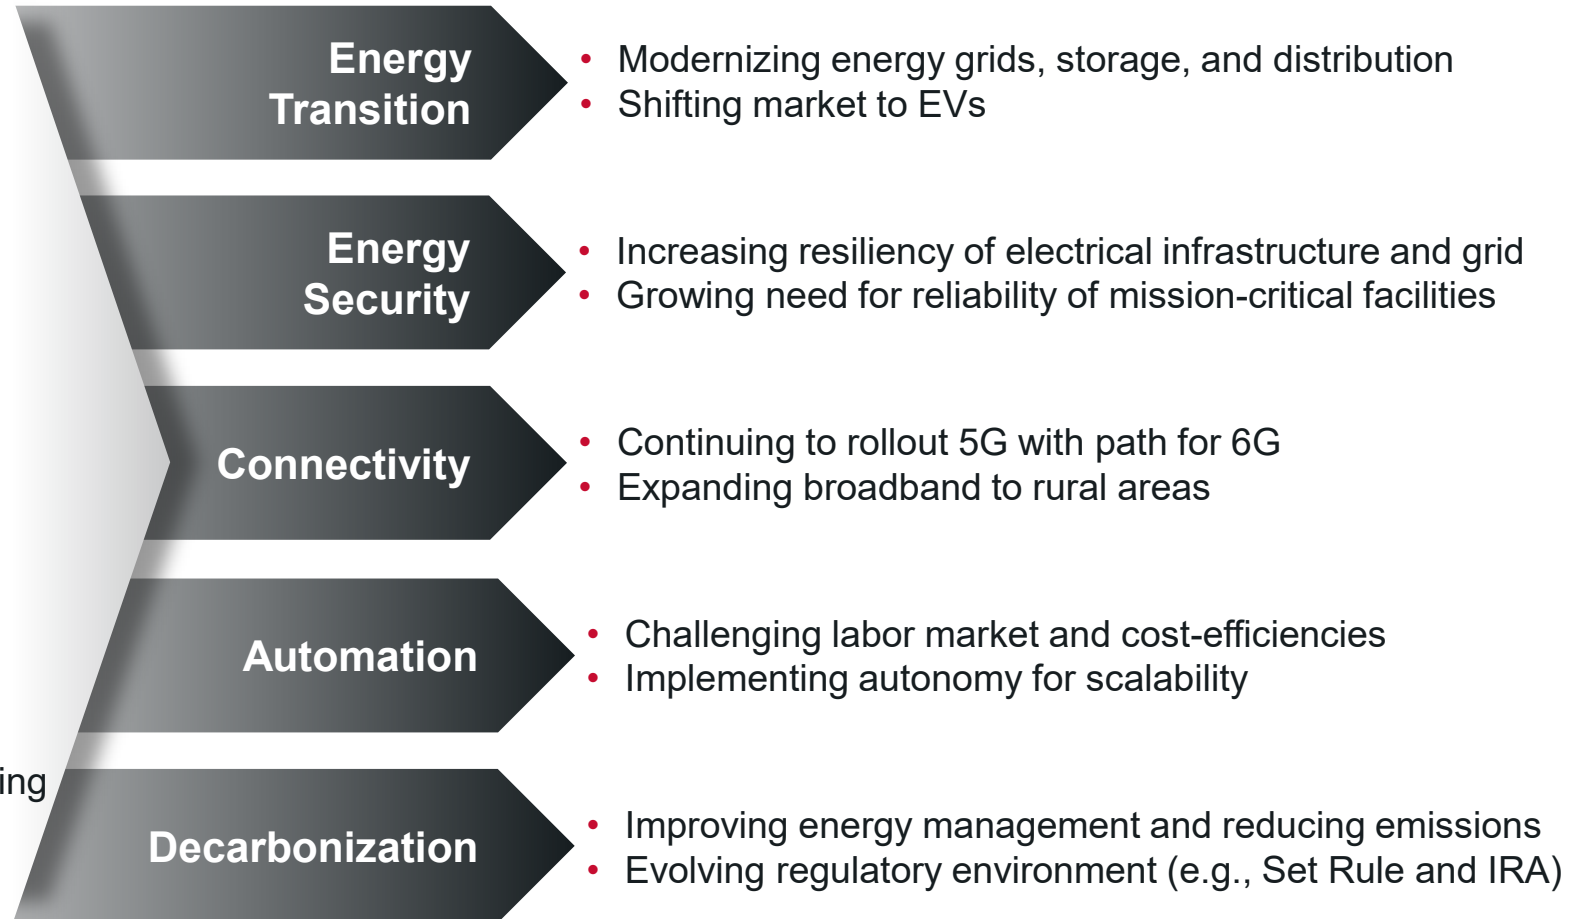 Energy
Transition
• Modernizing energy grids, storage, and distribution
• Shifting market to EVs
Energy
Security
• Increasing resiliency of electrical infrastructure and grid
• Growing need for reliability of mission-critical facilities
Connectivity
• Continuing to rollout 5G with path for 6G
• Expanding broadband to rural areas
Automation
• Challenging labor market and cost-efficiencies
• Implementing autonomy for scalability
ing
Decarbonization
• Improving energy management and reducing emissions
• Evolving regulatory environment (e.g., Set Rule and IRA)